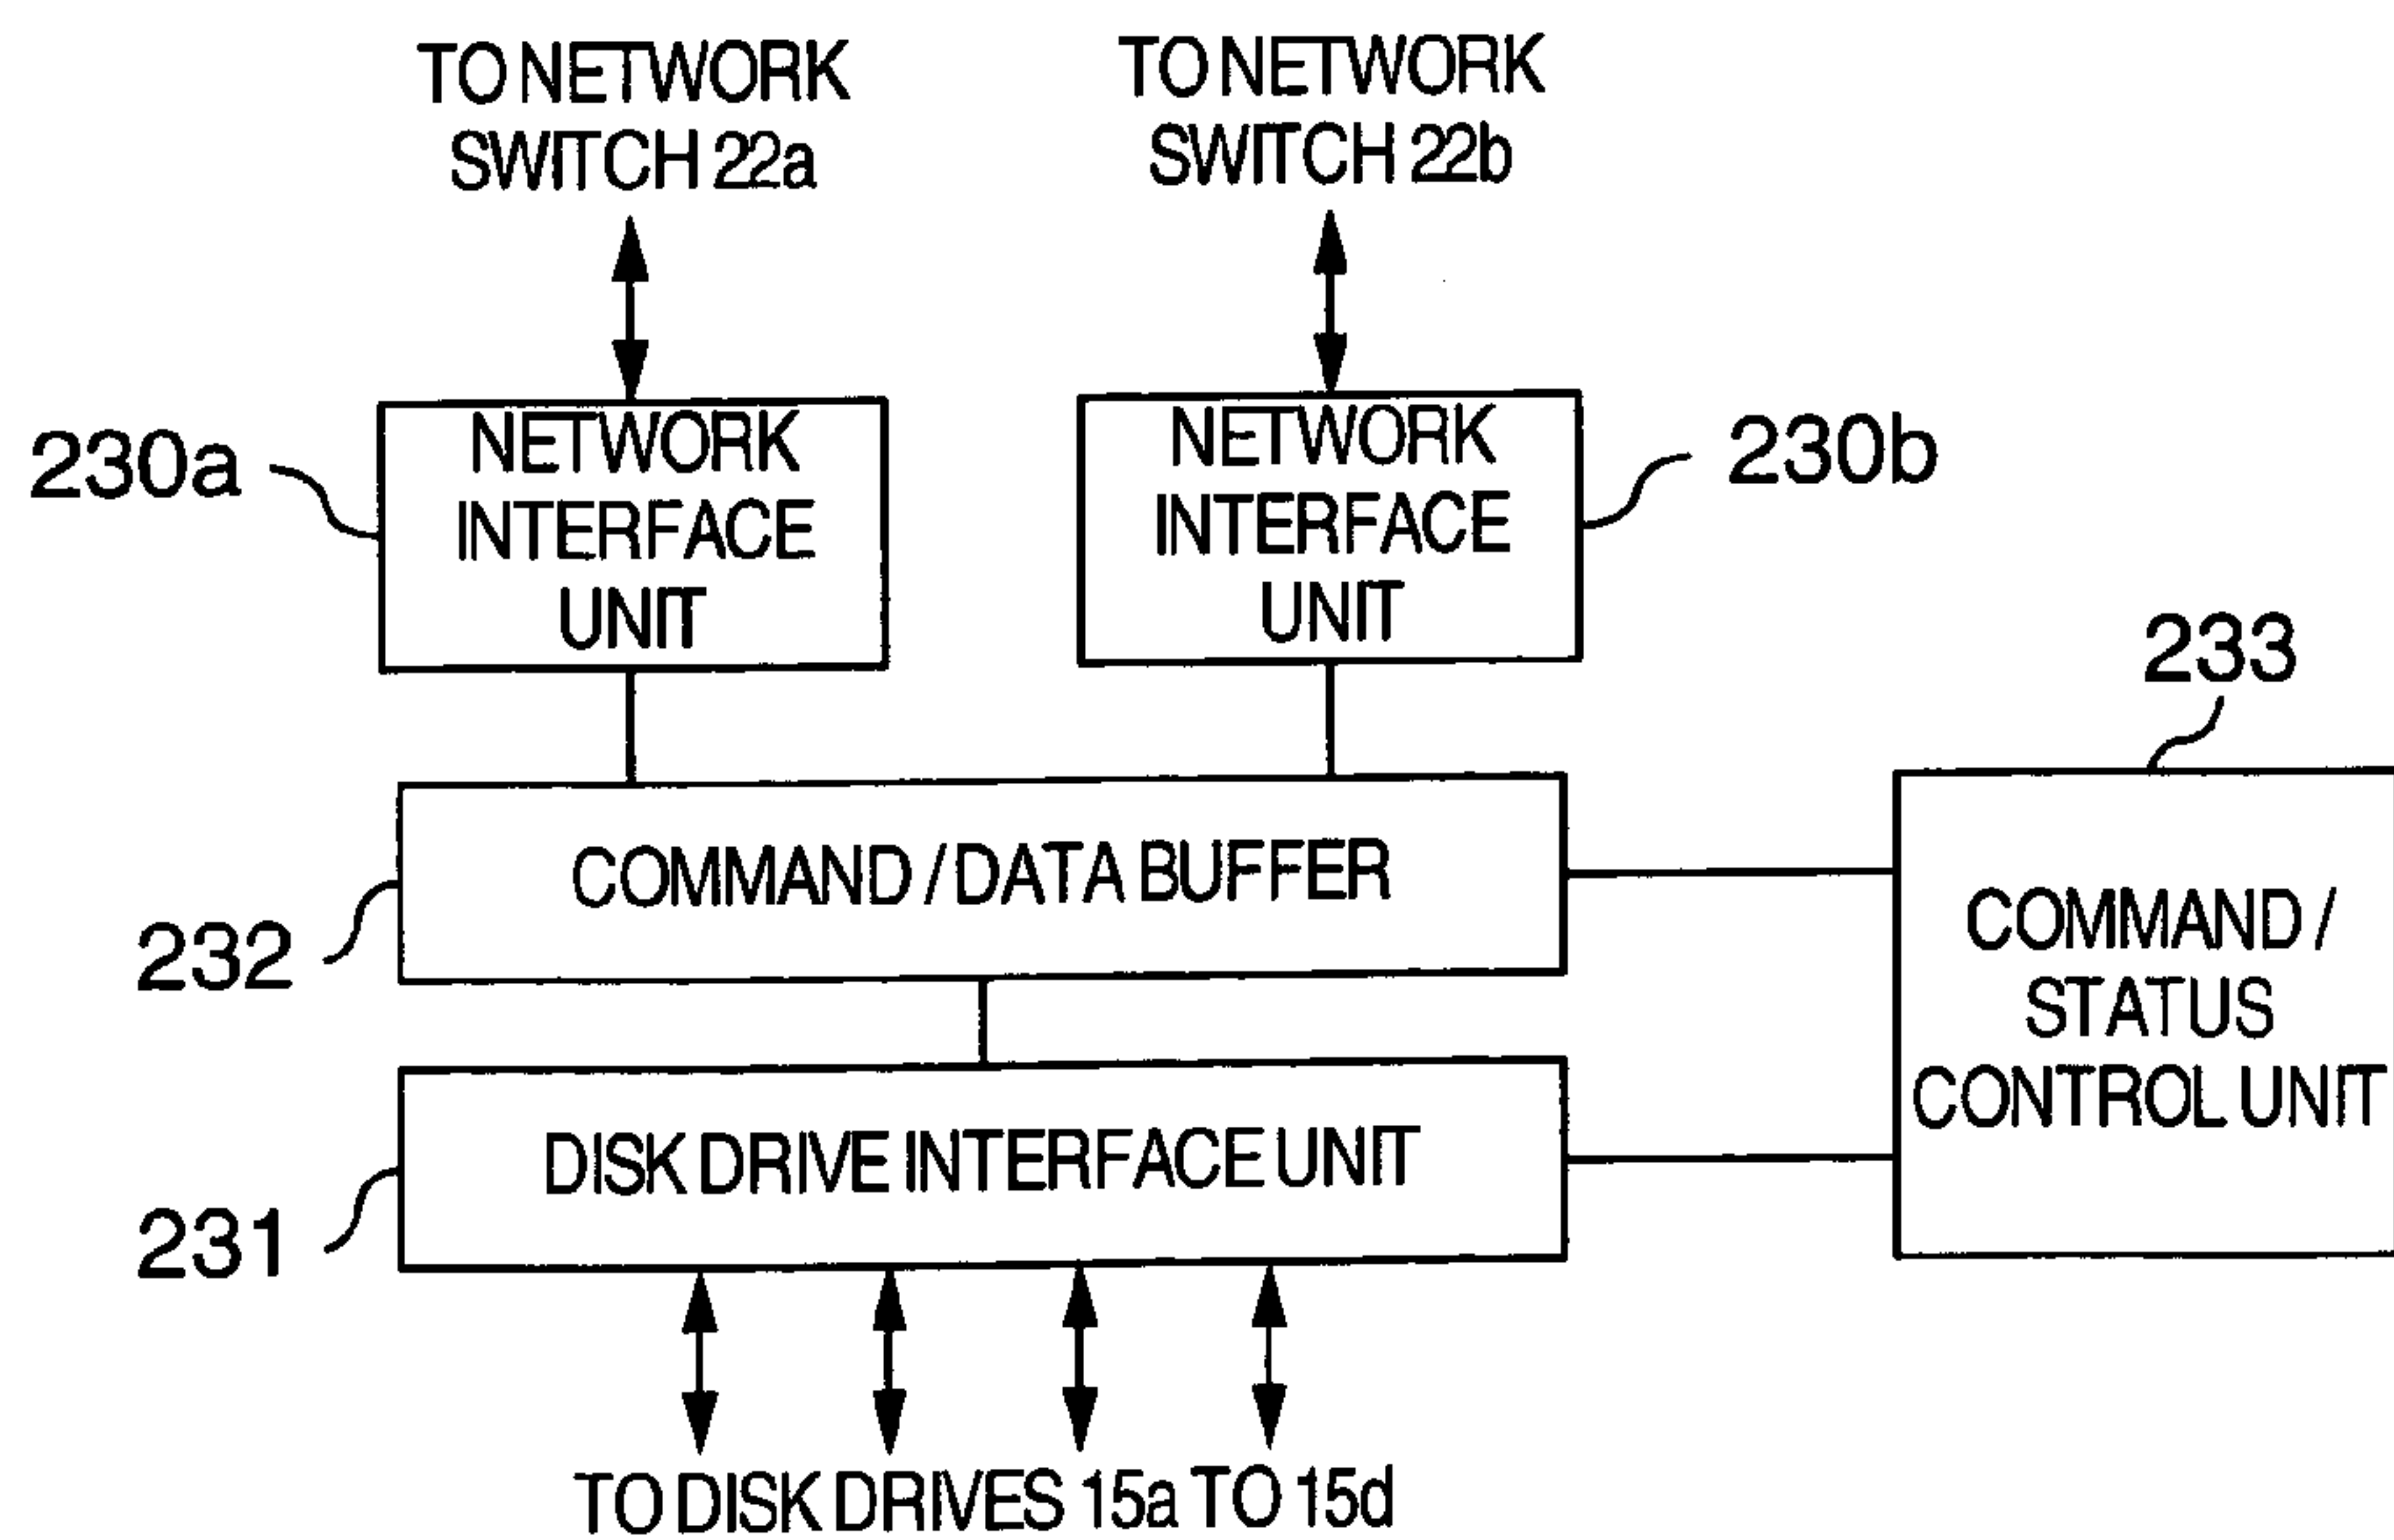 TO NETWORK
SWITCH 22a
TO NETWORK
SWITCH 22b
230a
NETWORK
INTERFACE
UNIT
NETWORK
INTERFACE
UNIT
230b
233
COMMAND / DATA BUFFER
232
COMMAND /
STATUS
CONTROL UNIT
DISK DRIVE INTERFACE UNIT
231
TO DISK DRIVES 15a TO 15d